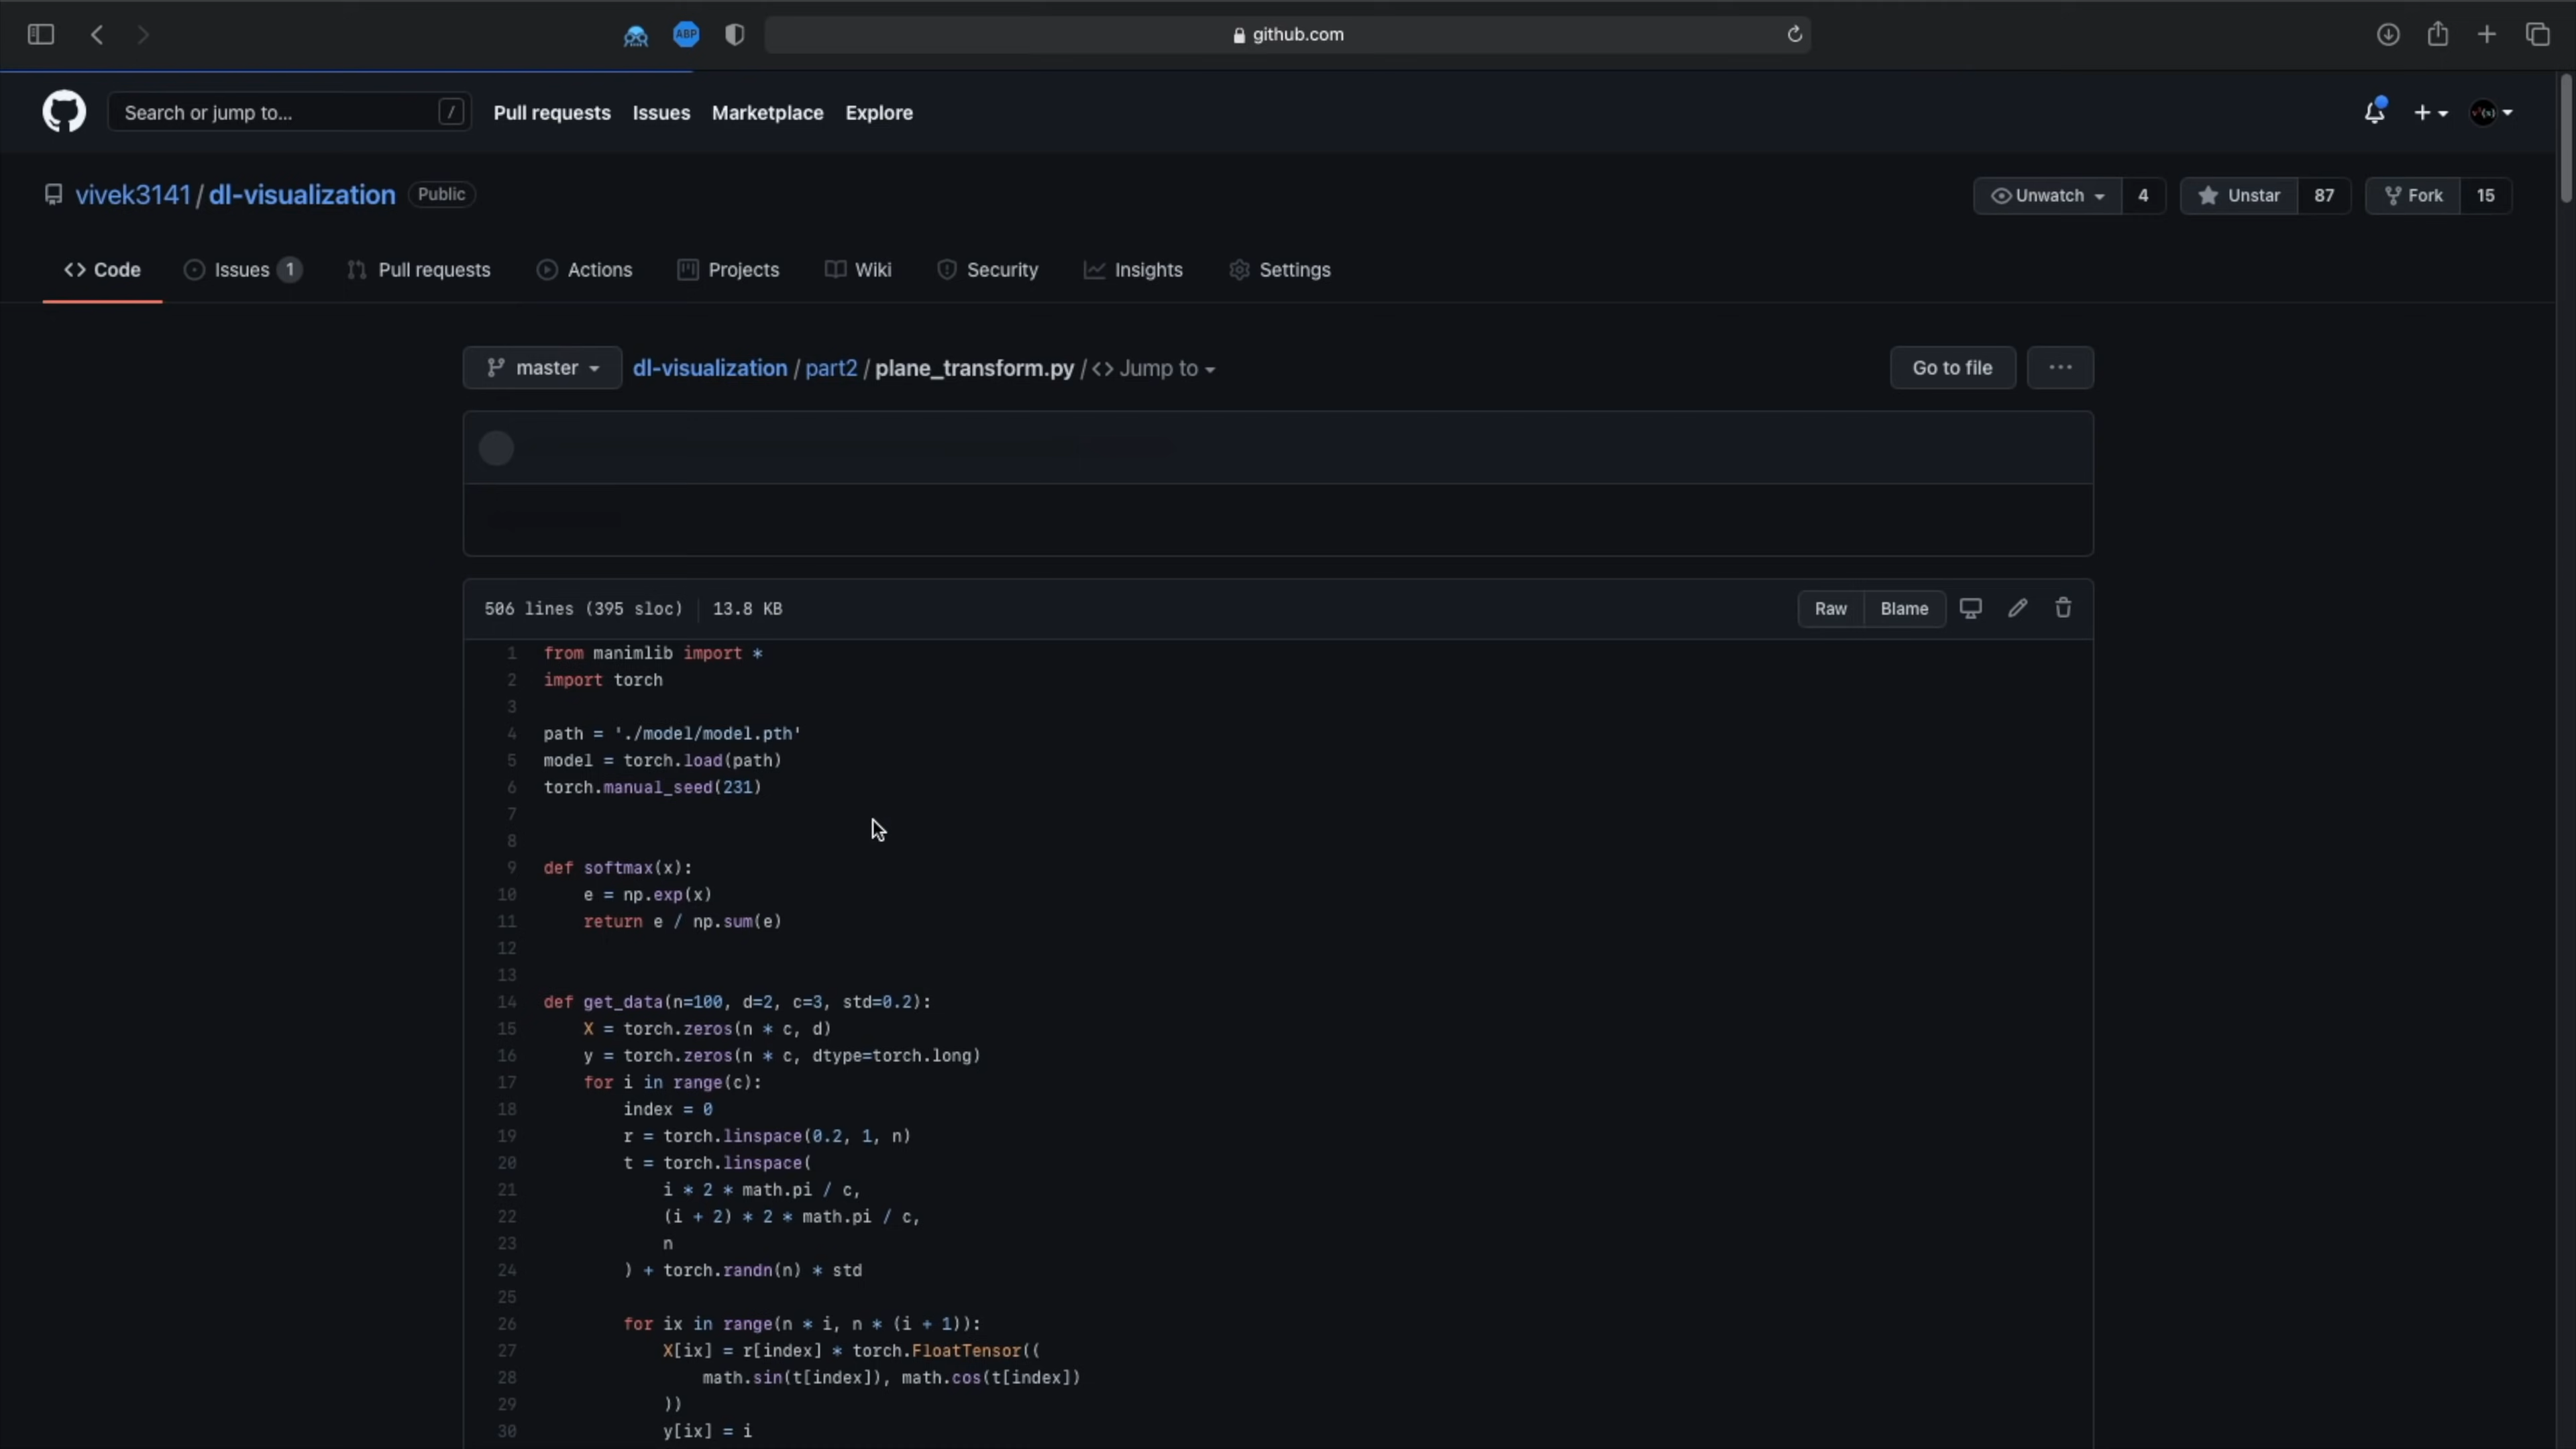 ABP
github.com
Search or jump to... /
Pull requests Issues Marketplace Explore
vivek3141 / dl-visualization Public
Unwatch 4 Unstar 87 Fork 15
Code Issues 1 Pull requests Actions Projects Wiki Security Insights Settings
master dl-visualization / part2 / plane_transform.py / <> Jump to
Go to file ...
506 lines (395 sloc) 13.8 KB
Raw Blame
1 from manimlib import *
2 import torch
3
4 path = './model/model.pth'
5 model = torch.load(path)
6 torch.manual_seed(231)
7
8
9 def softmax(x):
10     e = np.exp(x)
11     return e / np.sum(e)
12
13
14 def get_data(n=100, d=2, c=3, std=0.2):
15     X = torch.zeros(n * c, d)
16     y = torch.zeros(n * c, dtype=torch.long)
17     for i in range(c):
18         index = 0
19         r = torch.linspace(0.2, 1, n)
20         t = torch.linspace(
21             i * 2 * math.pi / c,
22             (i + 2) * 2 * math.pi / c,
23             n
24         ) + torch.randn(n) * std
25
26         for ix in range(n * i, n * (i + 1)):
27             X[ix] = r[index] * torch.FloatTensor((
28                 math.sin(t[index]), math.cos(t[index])
29             ))
30             y[ix] = i